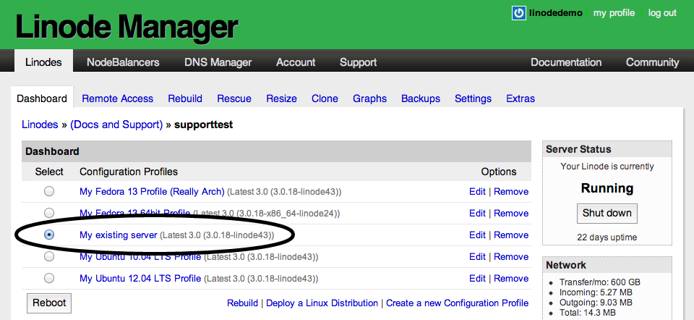 linodedemo my profile log out
Linode Manager
Linodes NodeBalancers DNS Manager Account Support Documentation Community
Dashboard Remote Access Rebuild Rescue Resize Clone Graphs Backups Settings Extras
Linodes » (Docs and Support) » supporttest
Dashboard
Select Configuration Profiles Options
My Fedora 13 Profile (Really Arch) (Latest 3.0 (3.0.18-linode43)) Edit | Remove
My Fedora 13 64bit Profile (Latest 3.0 (3.0.18-x86_64-linode24)) Edit | Remove
My existing server (Latest 3.0 (3.0.18-linode43)) Edit | Remove
My Ubuntu 10.04 LTS Profile (Latest 3.0 (3.0.18-linode43)) Edit | Remove
My Ubuntu 12.04 LTS Profile (Latest 3.0 (3.0.18-linode43)) Edit | Remove
Reboot Rebuild | Deploy a Linux Distribution | Create a new Configuration Profile
Server Status
Your Linode is currently
Running
Shut down
22 days uptime
Network
Transfer/mo: 600 GB
Incoming: 5.27 MB
Outgoing: 9.03 MB
Total: 14.3 MB